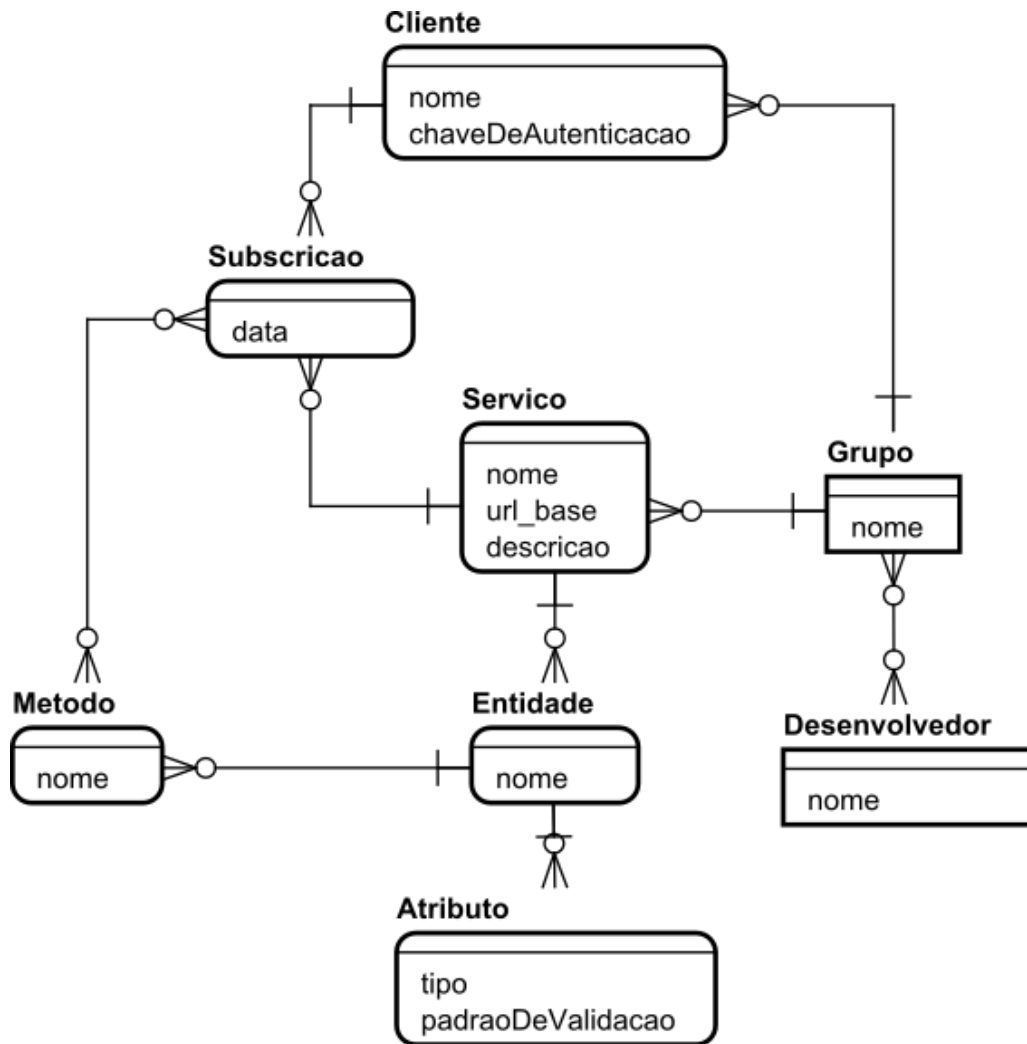 Cliente
nome
chaveDeAutenticacao
Subscricao
data
Servico
nome
url_base
descricao
Grupo
nome
Metodo
nome
Entidade
nome
Desenvolvedor
nome
Atributo
tipo
padraoDeValidacao